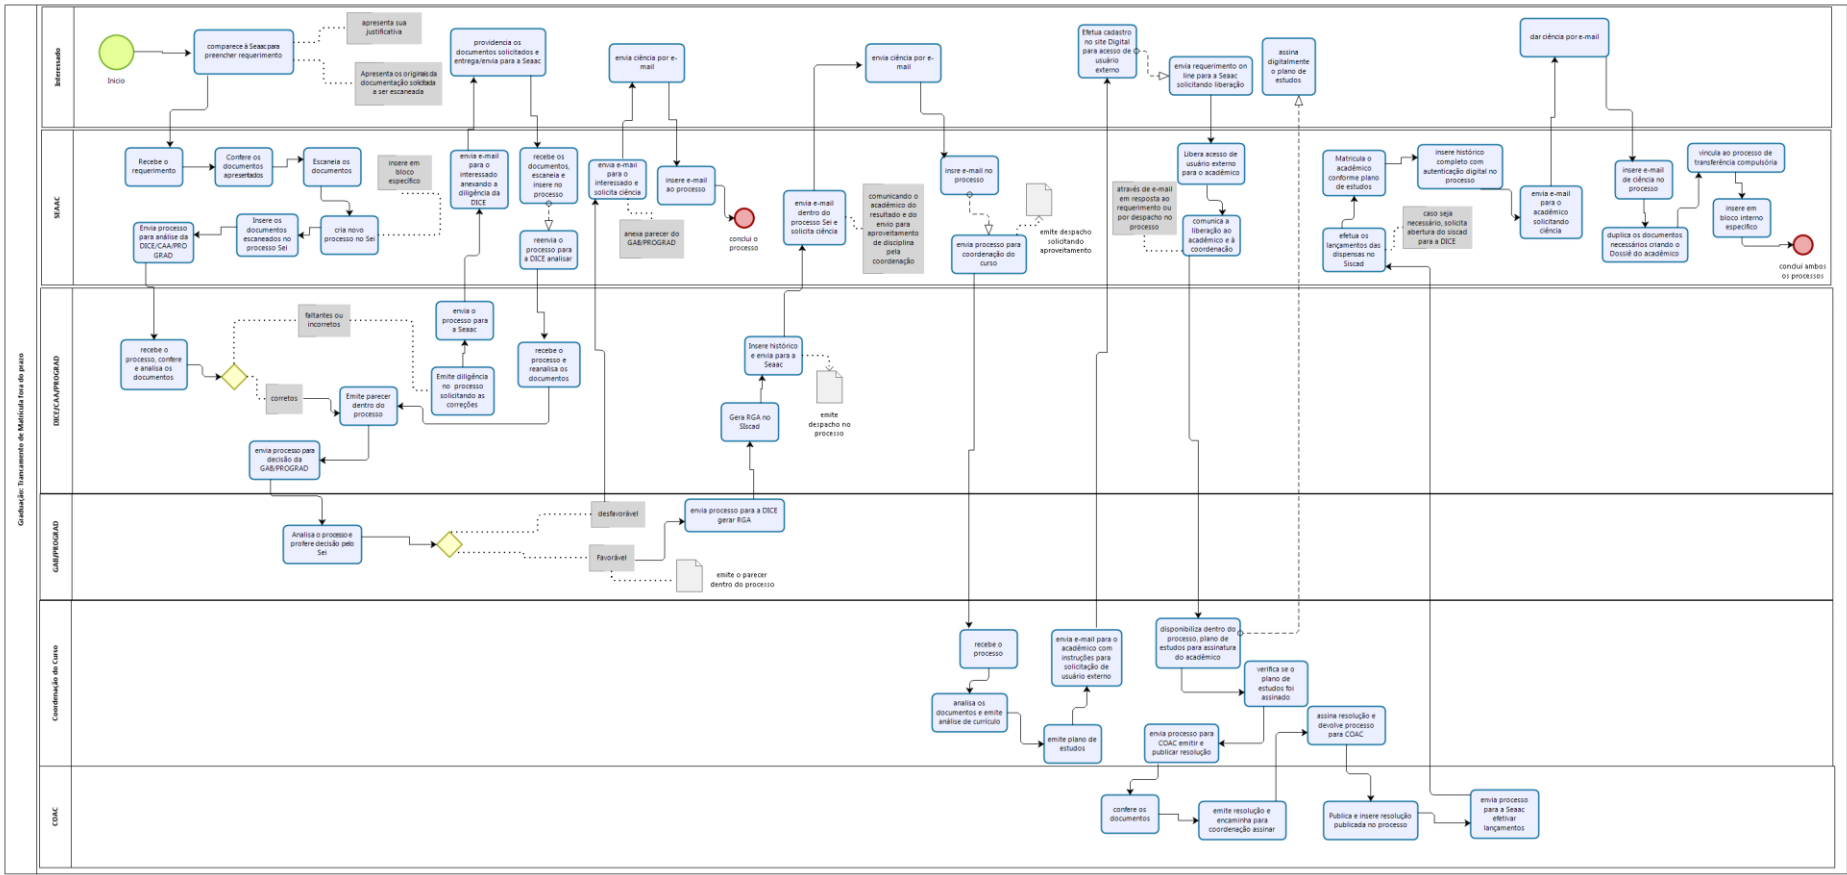 Graduação: Trancamento de Matrícula fora do prazo
Interessado
Início
comparece à Seaac para
preencher requerimento
apresenta sua
justificativa
Apresenta os originais da
documentação solicitada
a ser escaneada
providencia os
documentos solicitados e
entrega/envia para a Seaac
envia ciência por e-
mail
envia ciência por e-
mail
Efetua cadastro
no site Digital
para acesso de
usuário
externo
envia requerimento on
line para a Seaac
solicitando liberação
assina
digitalmente
o plano de
estudos
dar ciência por e-mail
SEAAC
Recebe o
requerimento
Confere os
documentos
apresentados
Escaneia os
documentos
insere em
bloco
específico
Envia processo
para análise da
DICE/CAA/PRO
GRAD
Insere os
documentos
escaneados no
processo Sei
cria novo
processo no Sei
envia e-mail
para o
interessado
anexando a
diligência da
DICE
recebe os
documentos,
escaneia e
insere no
processo
reenvia o
processo para
a DICE analisar
envia e-mail
para o
interessado e
solicita ciência
anexa parecer do
GAB/PROGRAD
insere e-mail
ao processo
conclui o
processo
envia e-mail
dentro do
processo Sei e
solicita ciência
comunicando o
acadêmico do
resultado e do
envio para
aproveitamento
de disciplina
pela
coordenação
insre e-mail no
processo
envia processo para
coordenação do
curso
emite despacho
solicitando
aproveitamento
através de e-mail
em resposta ao
requerimento ou
por despacho no
processo
Libera acesso de
usuário externo
para o acadêmico
comunica a
liberação ao
acadêmico e à
coordenação
Matricula o
acadêmico
conforme plano
de estudos
efetua os
lançamentos das
dispensas no
Siscad
caso seja
necessário, solicita
abertura do siscad
para a DICE
insere histórico
completo com
autenticação digital no
processo
envia e-mail
para o
acadêmico
solicitando
ciência
insere e-mail
de ciência no
processo
duplica os documentos
necessários criando o
Dossiê do acadêmico
vincula ao processo de
transferência compulsória
insere em
bloco interno
específico
conclui ambos
os processos
DICE/CAA/PROGRAD
recebe o
processo, confere
e analisa os
documentos
faltantes ou
incorretos
corretos
Emite parecer
dentro do
processo
envia processo para
decisão da
GAB/PROGRAD
envia o
processo para
a Seaac
Emite diligência
no processo
solicitando as
correções
recebe o
processo e
reanalisa os
documentos
Insere histórico
e envia para a
Seaac
Gera RGA no
SIscad
emite
despacho no
processo
GAB/PROGRAD
Analisa o processo e
profere decisão pelo
Sei
desfavorável
Favorável
emite o parecer
dentro do processo
envia processo para a DICE
gerar RGA
Coordenação do Curso
recebe o
processo
analisa os
documentos e emite
análise de currículo
emite plano de
estudos
envia e-mail para o
acadêmico com
instruções para
solicitação de
usuário externo
disponibiliza dentro do
processo, plano de
estudos para assinatura
do acadêmico
verifica se o
plano de
estudos foi
assinado
envia processo para
COAC emitir e
publicar resolução
assina resolução e
devolve processo
para COAC
COAC
confere os
documentos
emite resolução e
encaminha para
coordenação assinar
Publica e insere resolução
publicada no processo
envia processo
para a Seaac
efetivar
lançamentos